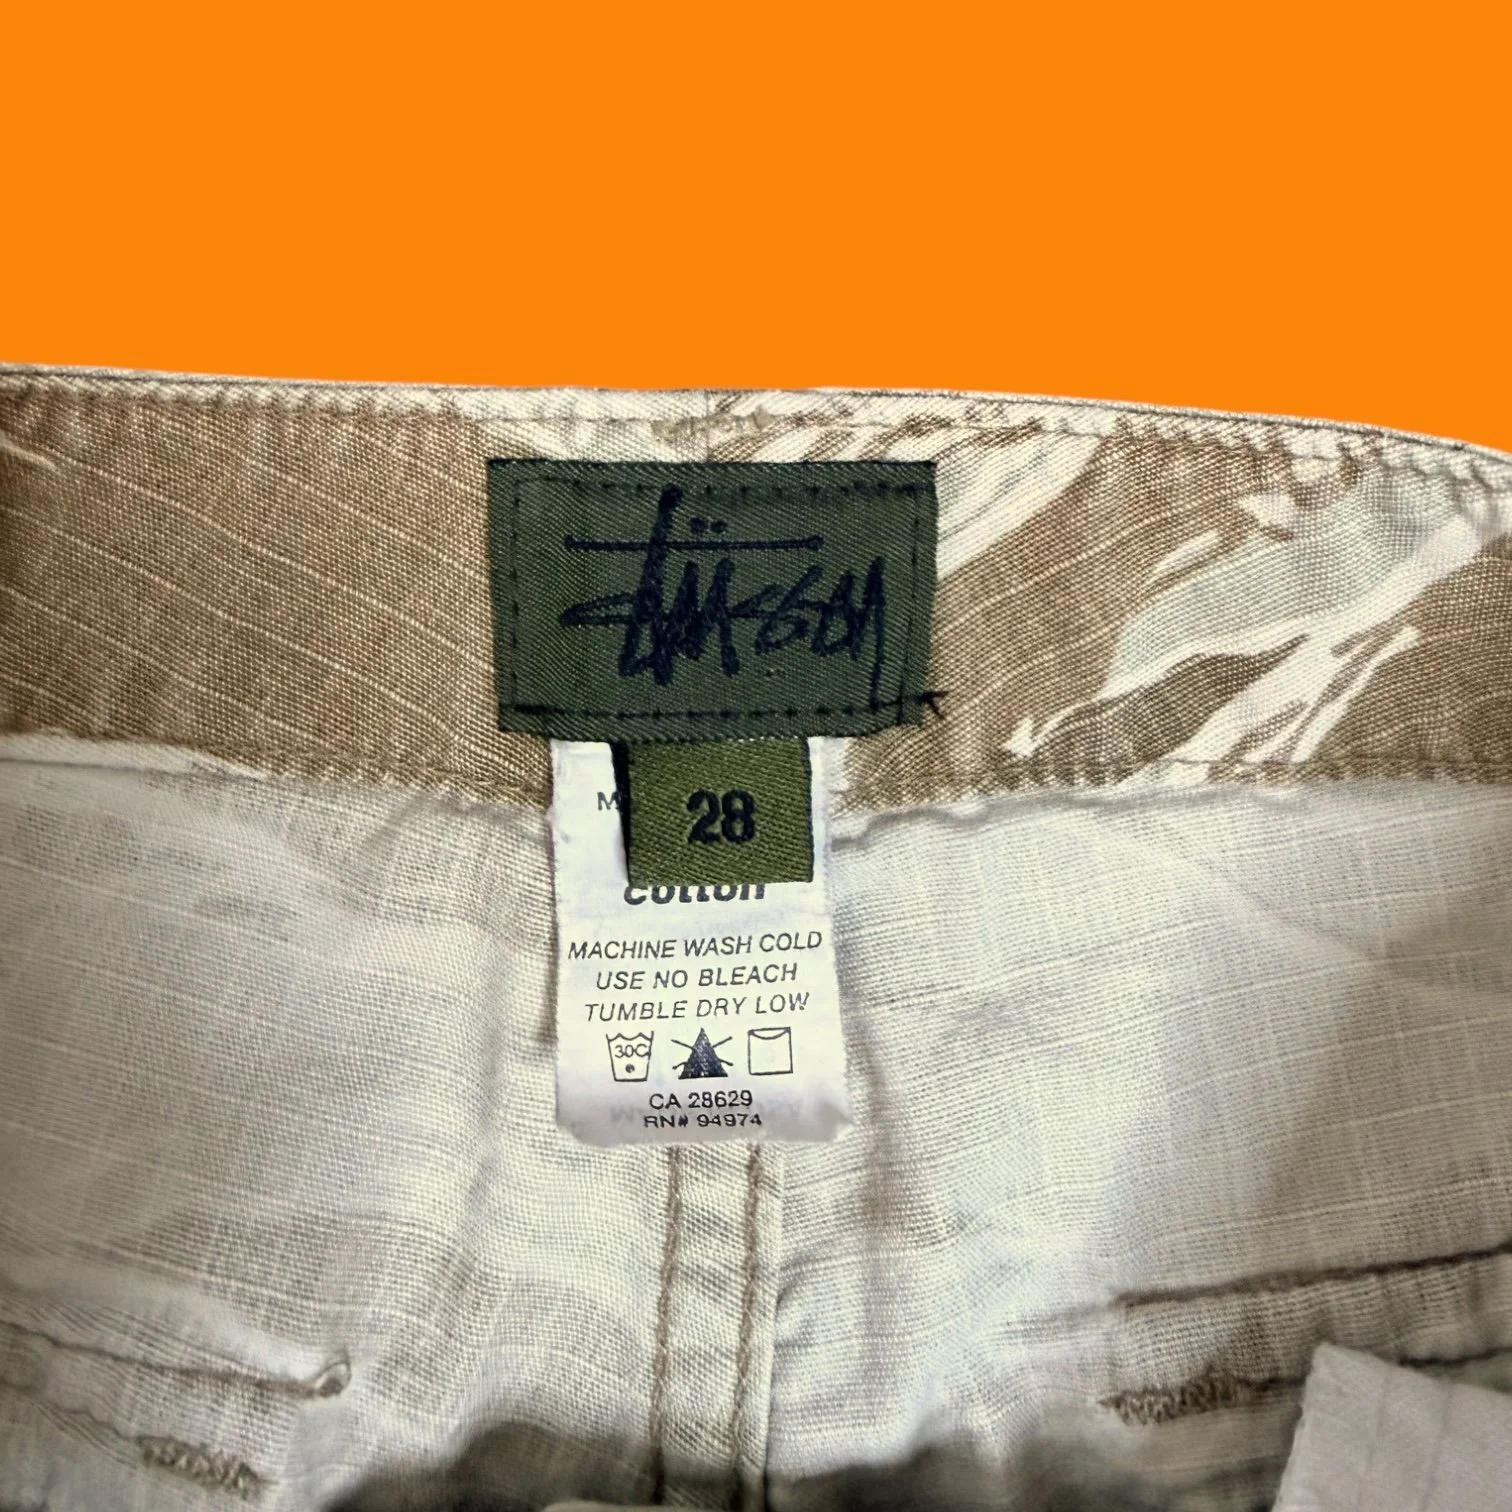 Stüssy
28
M
cotton
MACHINE WASH COLD
USE NO BLEACH
TUMBLE DRY LOW
30C
CA 28629
RN# 94974